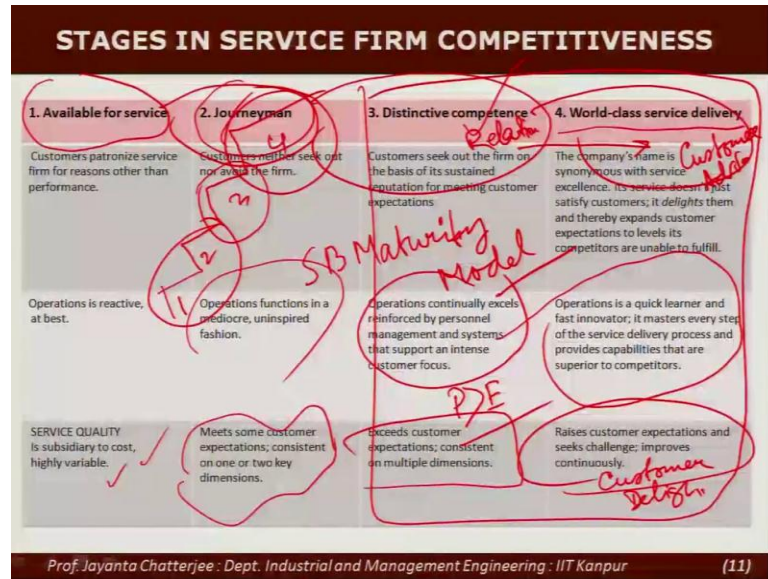 STAGES IN SERVICE FIRM COMPETITIVENESS
1. Available for service
2. Journeyman
3. Distinctive competence
4. World-class service delivery
Customers patronize service
firm for reasons other than
performance.
Customers neither seek out
nor avoid the firm.
Customers seek out the firm on
the basis of its sustained
reputation for meeting customer
expectations
The company's name is
synonymous with service
excellence. Its service doesn't just
satisfy customers; it delights them
and thereby expands customer
expectations to levels its
competitors are unable to fulfill.
Operations is reactive,
at best.
Operations functions in a
mediocre, uninspired
fashion.
Operations continually excels
reinforced by personnel
management and systems
that support an intense
customer focus.
Operations is a quick learner and
fast innovator; it masters every step
of the service delivery process and
provides capabilities that are
superior to competitors.
SERVICE QUALITY
Is subsidiary to cost,
highly variable.
Meets some customer
expectations; consistent
on one or two key
dimensions.
Exceeds customer
expectations; consistent
on multiple dimensions.
Raises customer expectations and
seeks challenge; improves
continuously.
1
2
3
4
SB Maturity
Model
P>E
Customer
Customer
Prof. Jayanta Chatterjee : Dept. Industrial and Management Engineering : IIT Kanpur
(11)